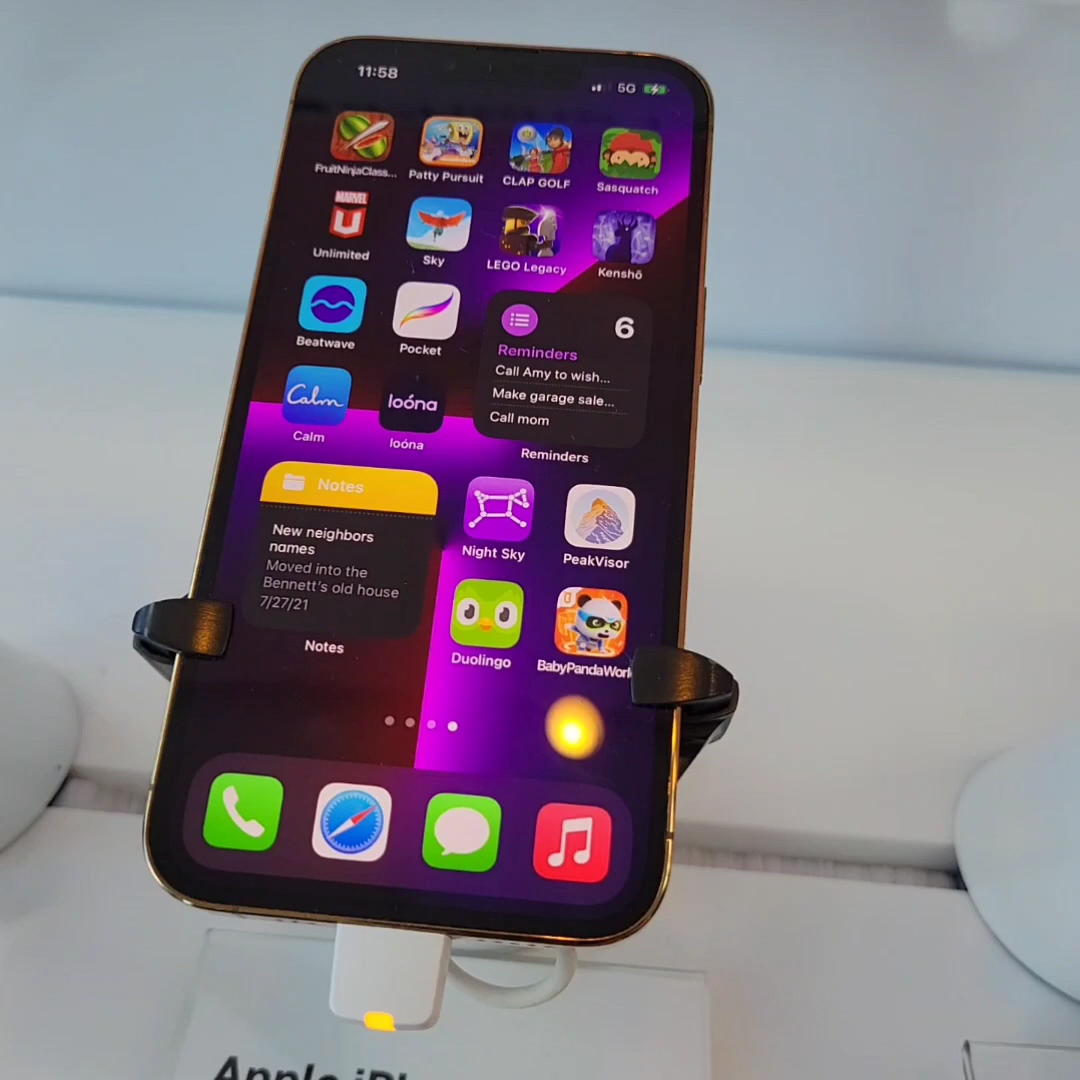 11:58
5G
FruitNinjaClass...
Patty Pursuit
CLAP GOLF
Sasquatch
MARVEL
U
Unlimited
Sky
LEGO Legacy
Kenshō
Beatwave
Pocket
6
Reminders
Call Amy to wish...
Make garage sale...
Call mom
Reminders
Calm
Calm
loóna
loóna
Notes
New neighbors
names
Moved into the
Bennett's old house
7/27/21
Notes
Night Sky
PeakVisor
Duolingo
BabyPandaWorl
Apple iPh